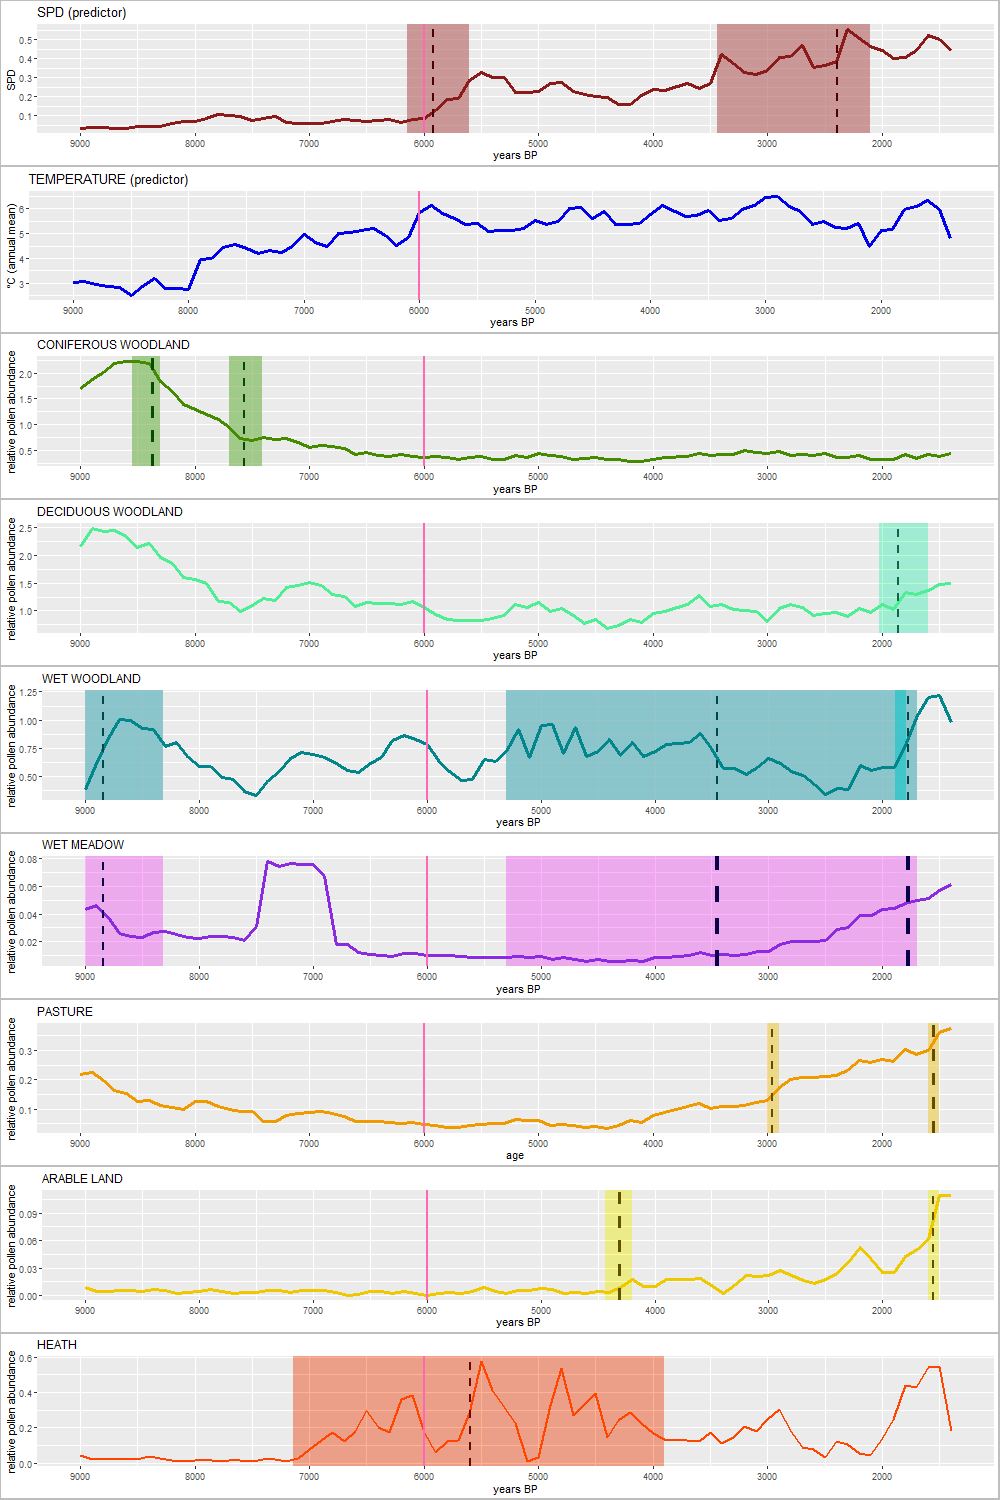 SPD (predictor)
SPD
0.5
0.4
0.3
0.2
0.1
9000 8000 7000 6000 5000 4000 3000 2000
years BP
TEMPERATURE (predictor)
°C (annual mean)
6
5
4
3
9000 8000 7000 6000 5000 4000 3000 2000
years BP
CONIFEROUS WOODLAND
relative pollen abundance
2.0
1.5
1.0
0.5
9000 8000 7000 6000 5000 4000 3000 2000
years BP
DECIDUOUS WOODLAND
relative pollen abundance
2.5
2.0
1.5
1.0
9000 8000 7000 6000 5000 4000 3000 2000
years BP
WET WOODLAND
relative pollen abundance
1.25
1.00
0.75
0.50
9000 8000 7000 6000 5000 4000 3000 2000
years BP
WET MEADOW
relative pollen abundance
0.08
0.06
0.04
0.02
9000 8000 7000 6000 5000 4000 3000 2000
years BP
PASTURE
relative pollen abundance
0.3
0.2
0.1
9000 8000 7000 6000 5000 4000 3000 2000
age
ARABLE LAND
relative pollen abundance
0.09
0.06
0.03
0.00
9000 8000 7000 6000 5000 4000 3000 2000
years BP
HEATH
relative pollen abundance
0.6
0.4
0.2
0.0
9000 8000 7000 6000 5000 4000 3000 2000
years BP